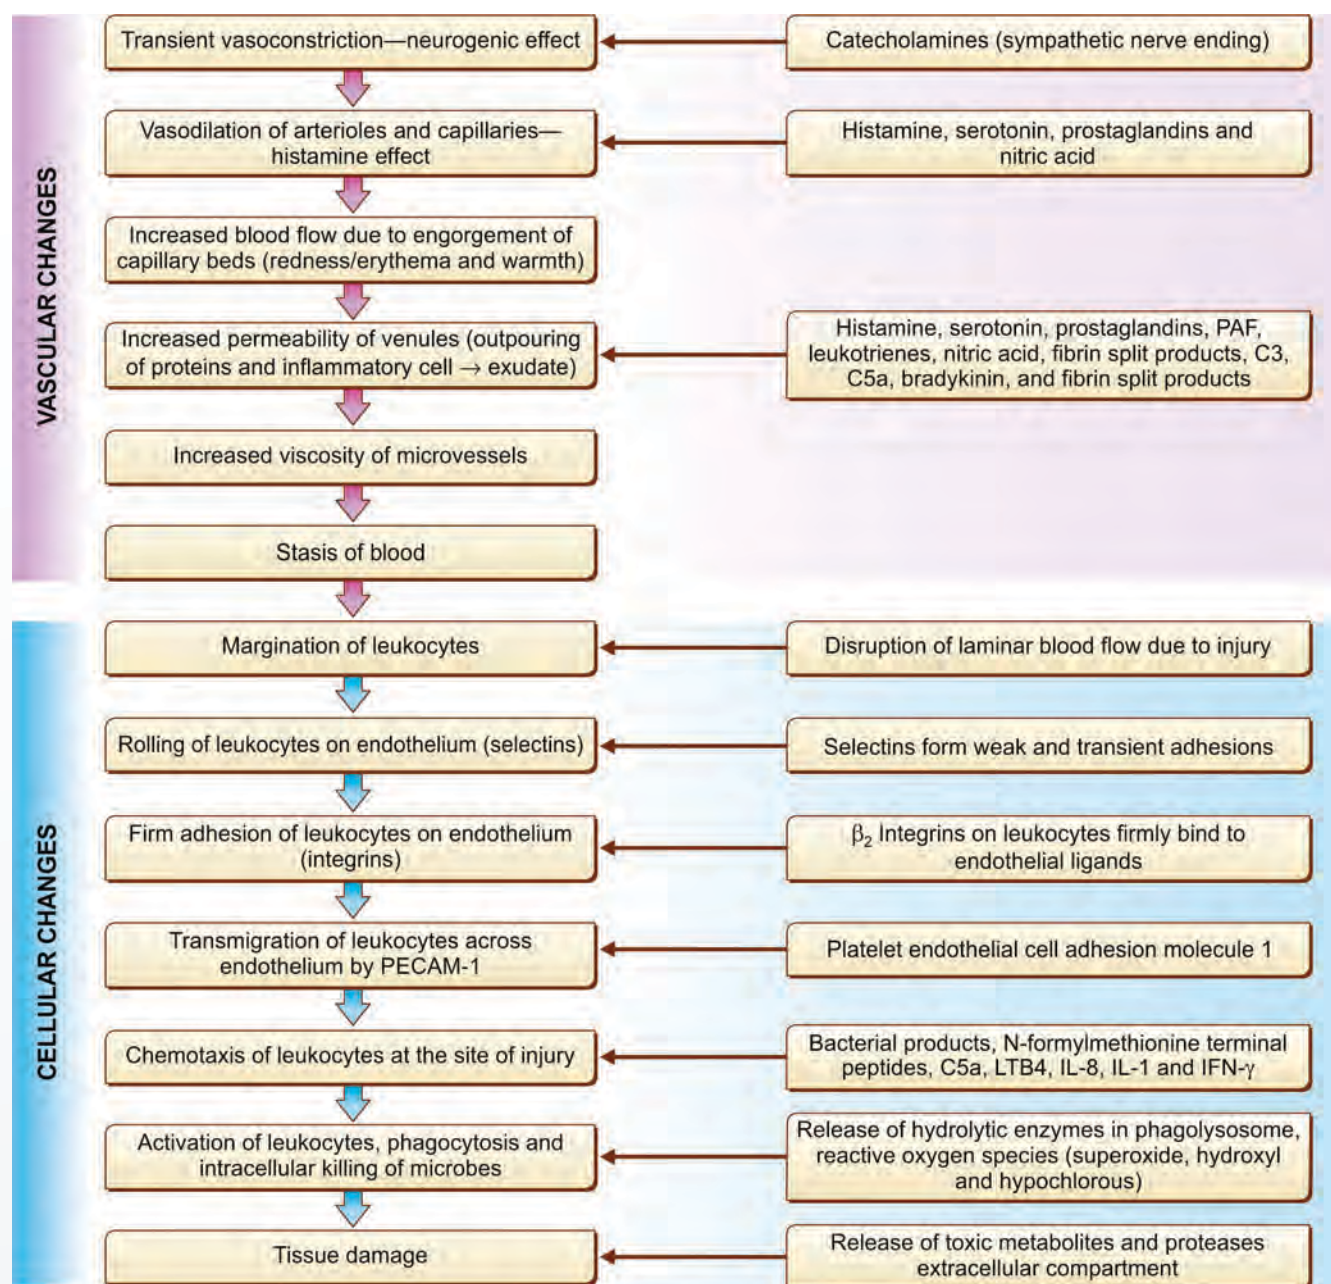 VASCULAR CHANGES
Transient vasoconstriction—neurogenic effect
Catecholamines (sympathetic nerve ending)
Vasodilation of arterioles and capillaries—
histamine effect
Histamine, serotonin, prostaglandins and
nitric acid
Increased blood flow due to engorgement of
capillary beds (redness/erythema and warmth)
Increased permeability of venules (outpouring
of proteins and inflammatory cell → exudate)
Histamine, serotonin, prostaglandins, PAF,
leukotrienes, nitric acid, fibrin split products, C3,
C5a, bradykinin, and fibrin split products
Increased viscosity of microvessels
Stasis of blood
CELLULAR CHANGES
Margination of leukocytes
Disruption of laminar blood flow due to injury
Rolling of leukocytes on endothelium (selectins)
Selectins form weak and transient adhesions
Firm adhesion of leukocytes on endothelium
(integrins)
β₂ Integrins on leukocytes firmly bind to
endothelial ligands
Transmigration of leukocytes across
endothelium by PECAM-1
Platelet endothelial cell adhesion molecule 1
Chemotaxis of leukocytes at the site of injury
Bacterial products, N-formylmethionine terminal
peptides, C5a, LTB4, IL-8, IL-1 and IFN-γ
Activation of leukocytes, phagocytosis and
intracellular killing of microbes
Release of hydrolytic enzymes in phagolysosome,
reactive oxygen species (superoxide, hydroxyl
and hypochlorous)
Tissue damage
Release of toxic metabolites and proteases
extracellular compartment